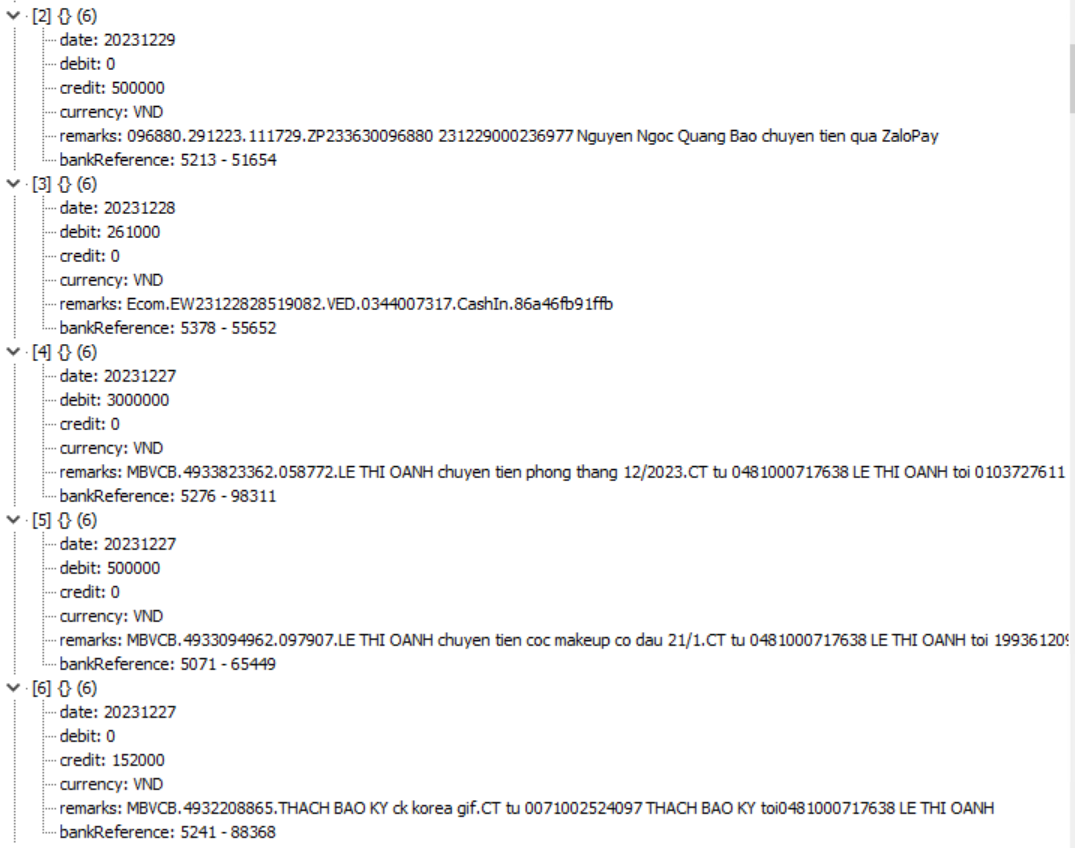 [2] {} (6)
date: 20231229
debit: 0
credit: 500000
currency: VND
remarks: 096880.291223.111729.ZP233630096880 231229000236977 Nguyen Ngoc Quang Bao chuyen tien qua ZaloPay
bankReference: 5213 - 51654
[3] {} (6)
date: 20231228
debit: 261000
credit: 0
currency: VND
remarks: Ecom.EW23122828519082.VED.0344007317.CashIn.86a46fb91ffb
bankReference: 5378 - 55652
[4] {} (6)
date: 20231227
debit: 3000000
credit: 0
currency: VND
remarks: MBVCB.4933823362.058772.LE THI OANH chuyen tien phong thang 12/2023.CT tu 0481000717638 LE THI OANH toi 0103727611
bankReference: 5276 - 98311
[5] {} (6)
date: 20231227
debit: 500000
credit: 0
currency: VND
remarks: MBVCB.4933094962.097907.LE THI OANH chuyen tien coc makeup co dau 21/1.CT tu 0481000717638 LE THI OANH toi 199361209
bankReference: 5071 - 65449
[6] {} (6)
date: 20231227
debit: 0
credit: 152000
currency: VND
remarks: MBVCB.4932208865.THACH BAO KY ck korea gif.CT tu 0071002524097 THACH BAO KY toi0481000717638 LE THI OANH
bankReference: 5241 - 88368